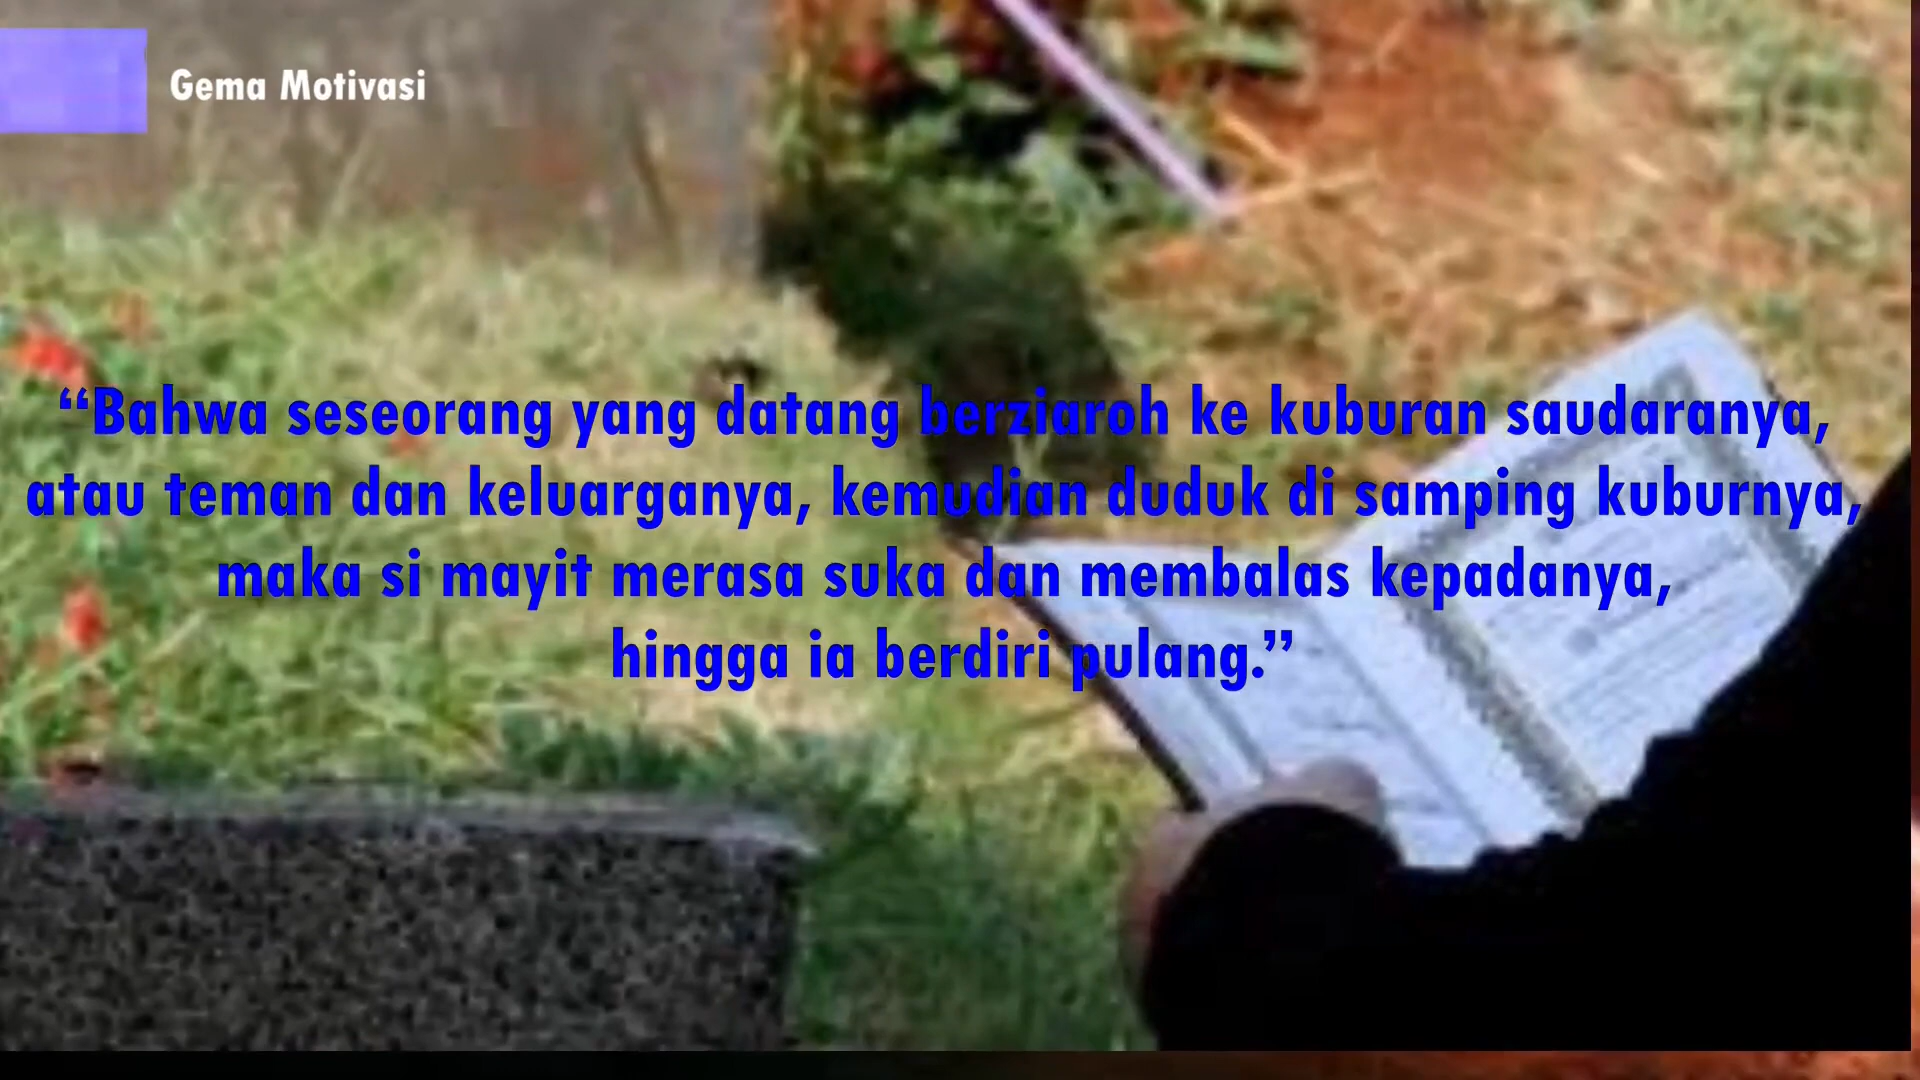 Gema Motivasi
“Bahwa seseorang yang datang berziaroh ke kuburan saudaranya,
atau teman dan keluarganya, kemudian duduk di samping kuburnya,
maka si mayit merasa suka dan membalas kepadanya,
hingga ia berdiri pulang.”